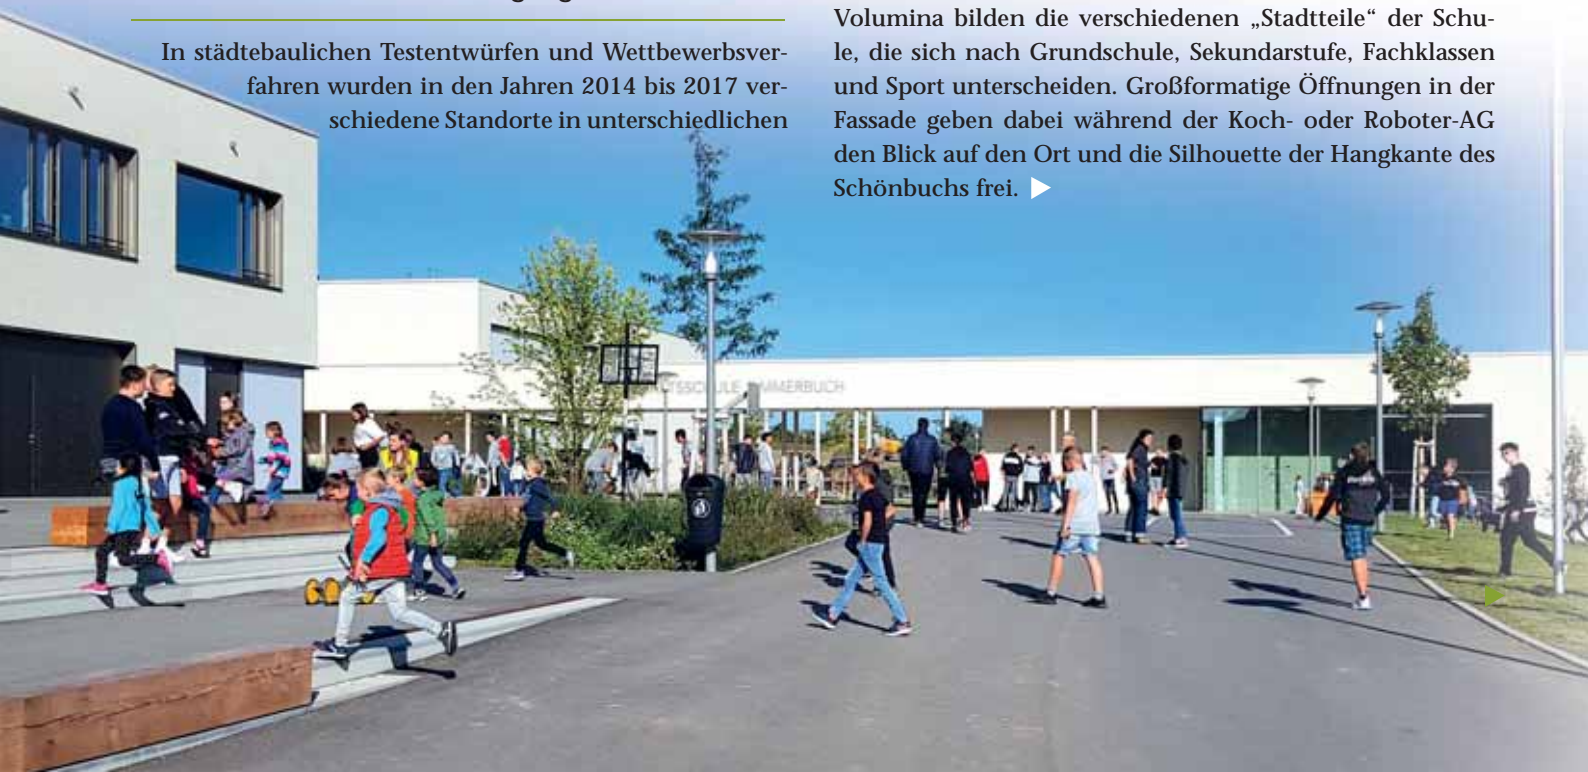 In städtebaulichen Testentwürfen und Wettbewerbsver-
fahren wurden in den Jahren 2014 bis 2017 ver-
schiedene Standorte in unterschiedlichen
Volumina bilden die verschiedenen „Stadtteile“ der Schu-
le, die sich nach Grundschule, Sekundarstufe, Fachklassen
und Sport unterscheiden. Großformatige Öffnungen in der
Fassade geben dabei während der Koch- oder Roboter-AG
den Blick auf den Ort und die Silhouette der Hangkante des
Schönbuchs frei.